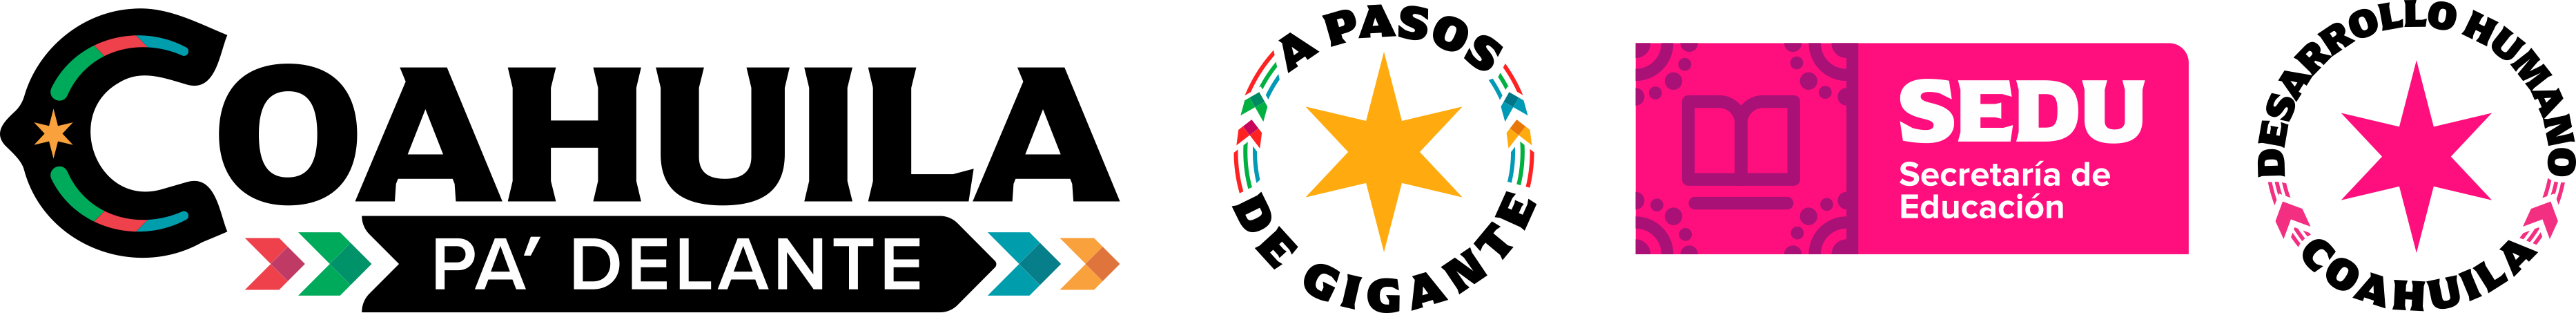 COAHUILA
PA' DELANTE
A PASOS
DE GIGANTE
SEDU
Secretaría de
Educación
DESARROLLO HUMANO
COAHUILA